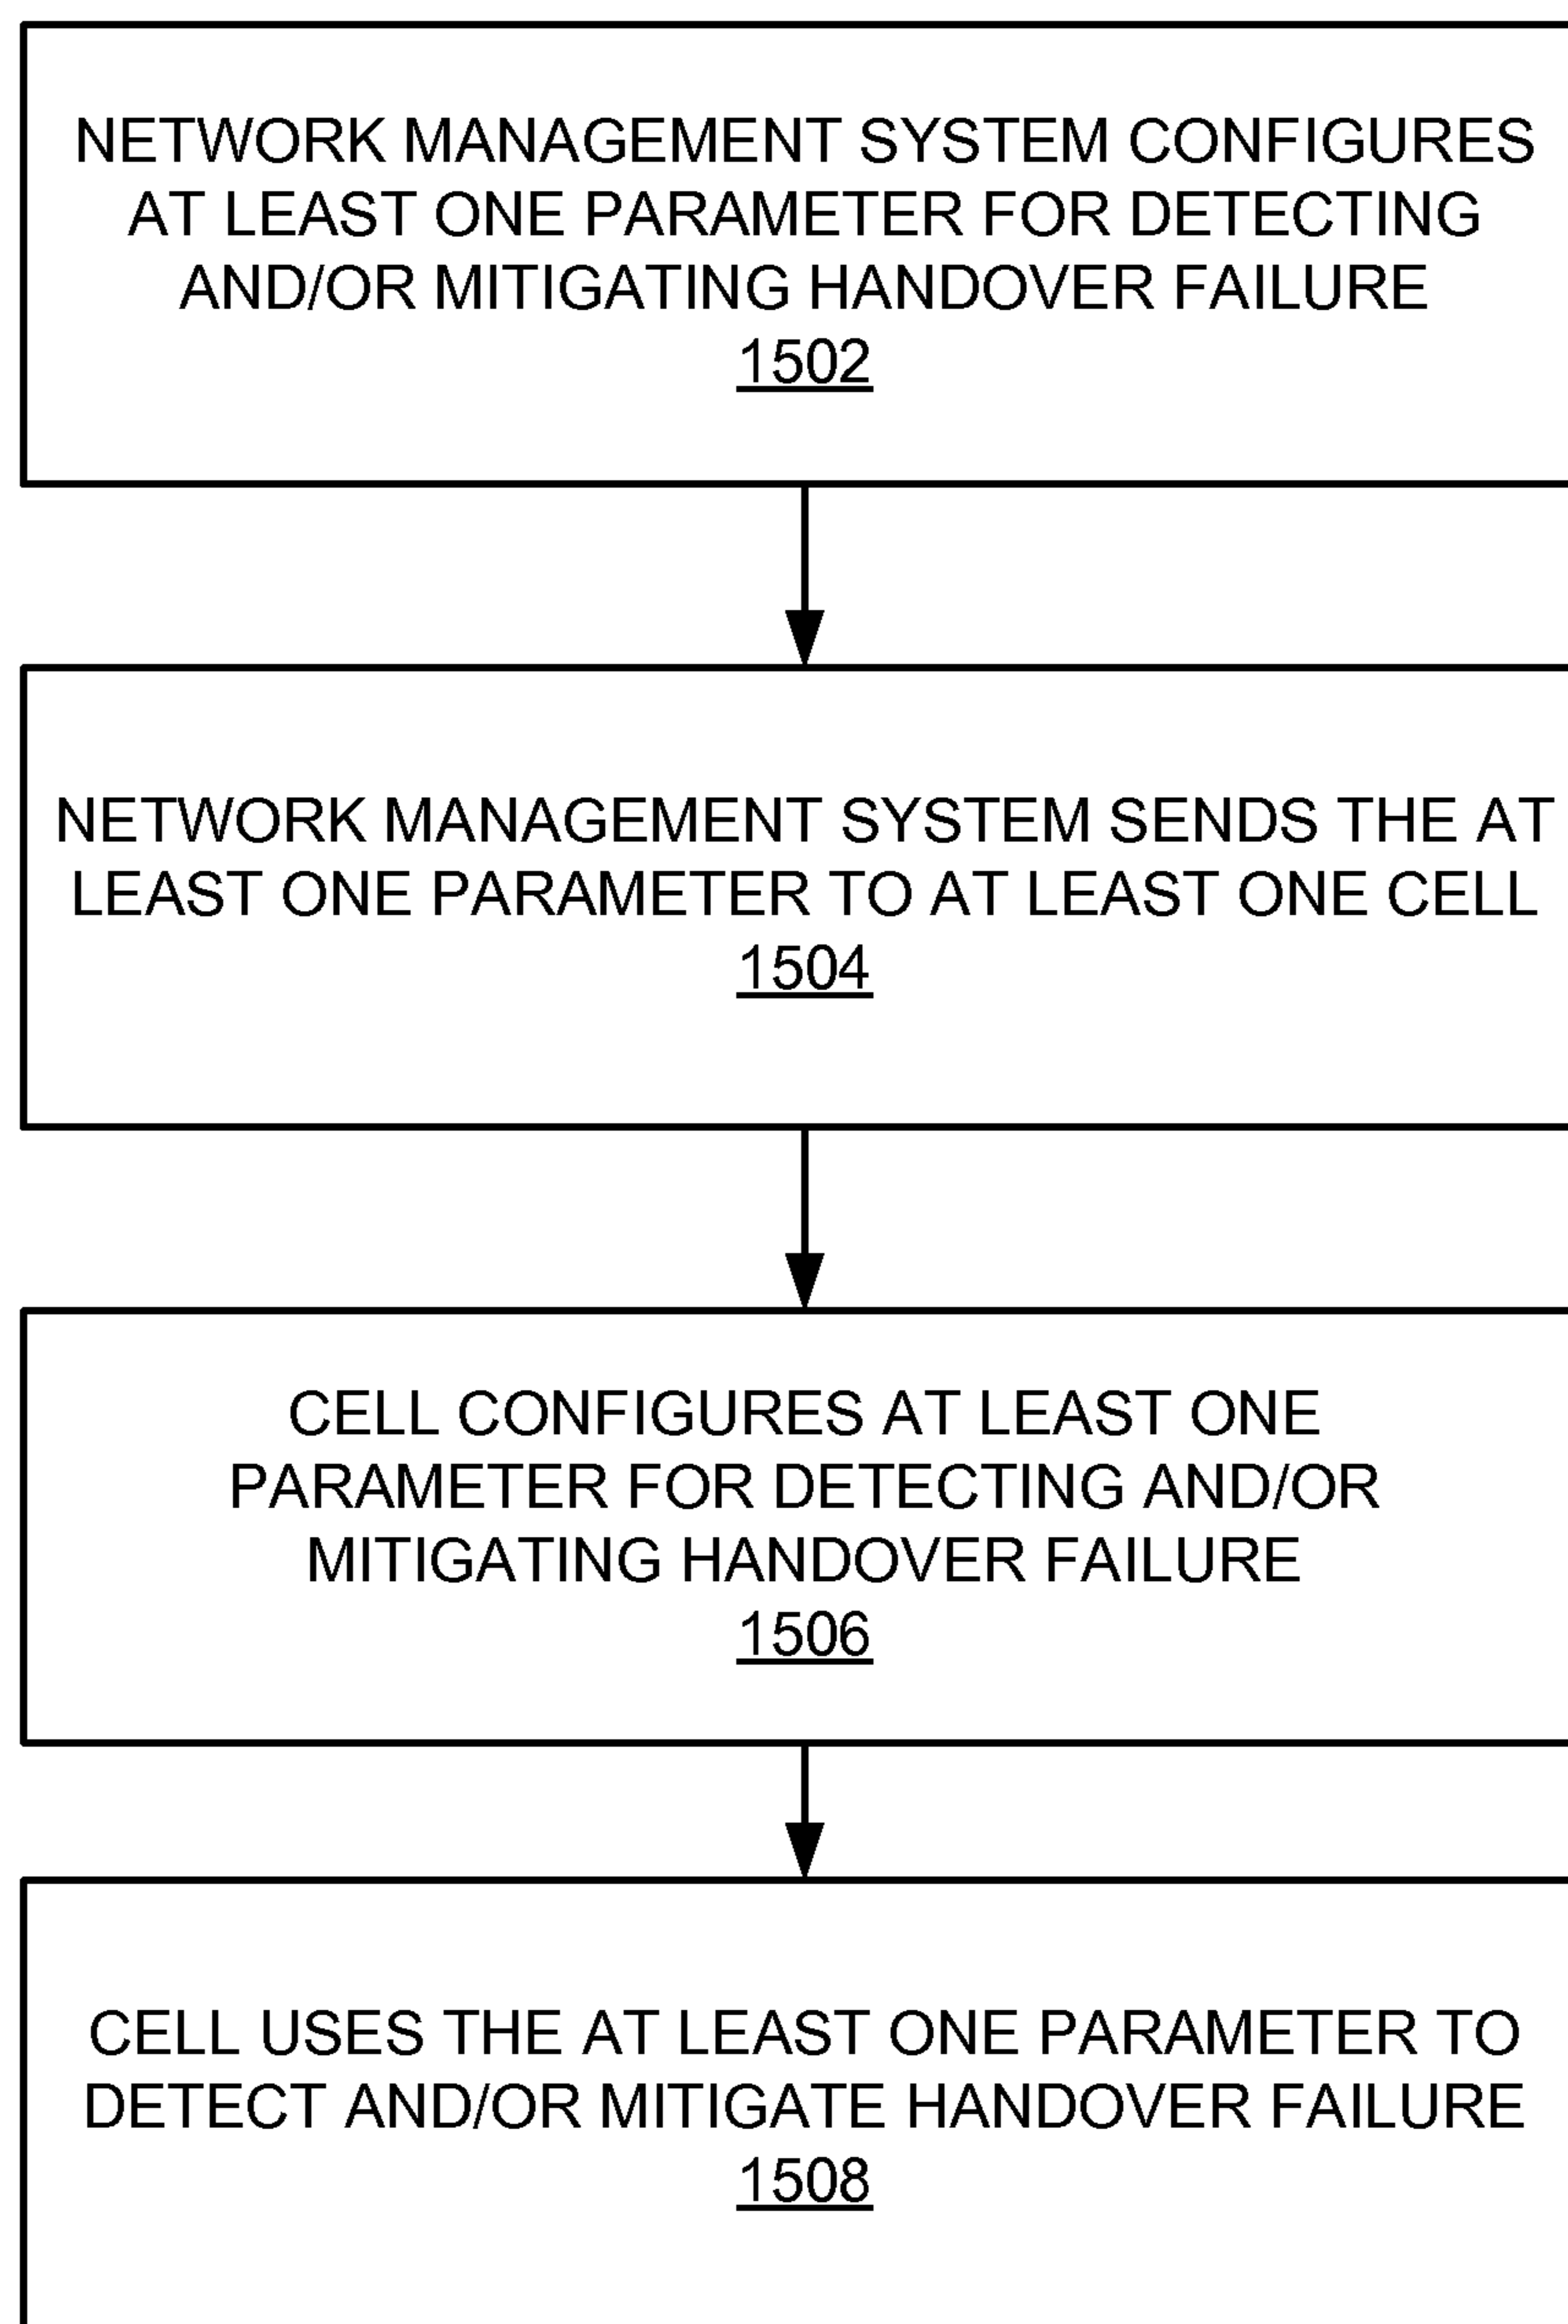 NETWORK MANAGEMENT SYSTEM CONFIGURES
AT LEAST ONE PARAMETER FOR DETECTING
AND/OR MITIGATING HANDOVER FAILURE
1502
NETWORK MANAGEMENT SYSTEM SENDS THE AT
LEAST ONE PARAMETER TO AT LEAST ONE CELL
1504
CELL CONFIGURES AT LEAST ONE
PARAMETER FOR DETECTING AND/OR
MITIGATING HANDOVER FAILURE
1506
CELL USES THE AT LEAST ONE PARAMETER TO
DETECT AND/OR MITIGATE HANDOVER FAILURE
1508